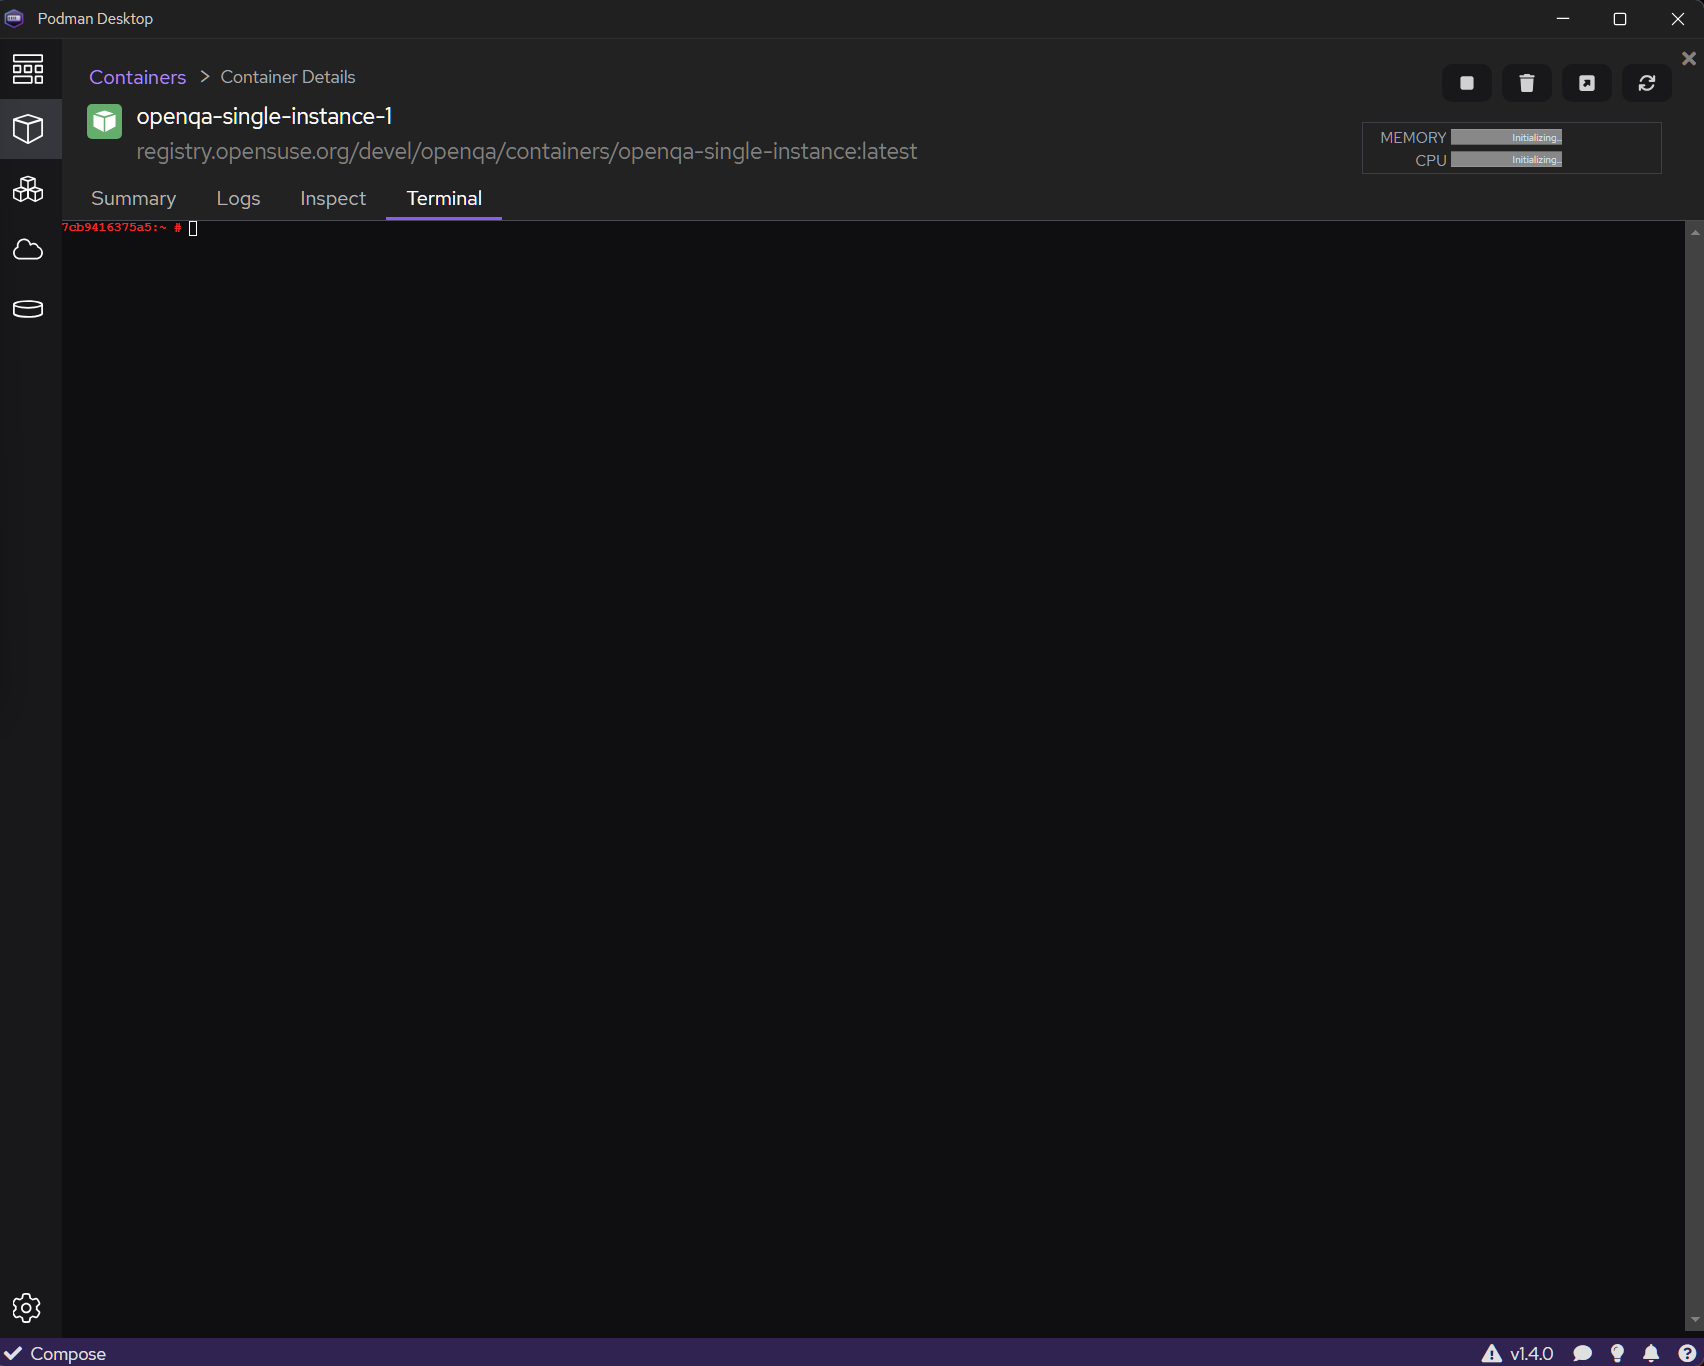 Podman Desktop
Containers > Container Details
openqa-single-instance-1
registry.opensuse.org/devel/openqa/containers/openqa-single-instance:latest
MEMORY Initializing...
CPU Initializing...
Summary Logs Inspect Terminal
7cb9416375a5:~ #
Compose
v1.4.0